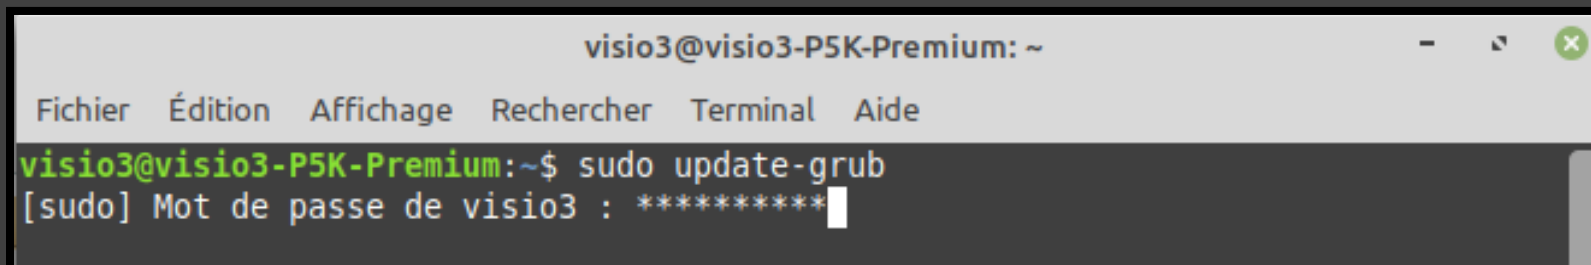 visio3@visio3-P5K-Premium: ~
Fichier Édition Affichage Rechercher Terminal Aide
visio3@visio3-P5K-Premium:~$ sudo update-grub
[sudo] Mot de passe de visio3 : **********